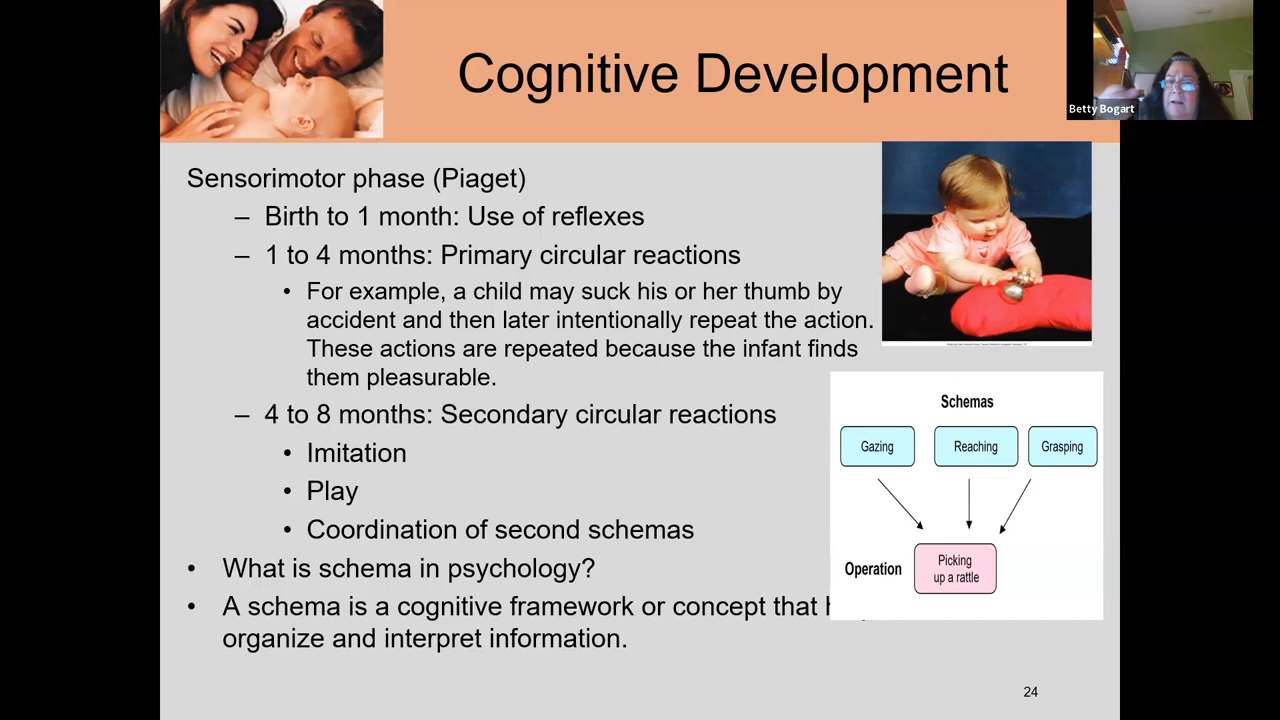 Cognitive Development
Betty Bogart
Sensorimotor phase (Piaget)
– Birth to 1 month: Use of reflexes
– 1 to 4 months: Primary circular reactions
• For example, a child may suck his or her thumb by
accident and then later intentionally repeat the action.
These actions are repeated because the infant finds
them pleasurable.
– 4 to 8 months: Secondary circular reactions
• Imitation
• Play
• Coordination of second schemas
• What is schema in psychology?
• A schema is a cognitive framework or concept that
organize and interpret information.
Schemas
Gazing
Reaching
Grasping
Operation
Picking
up a rattle
24